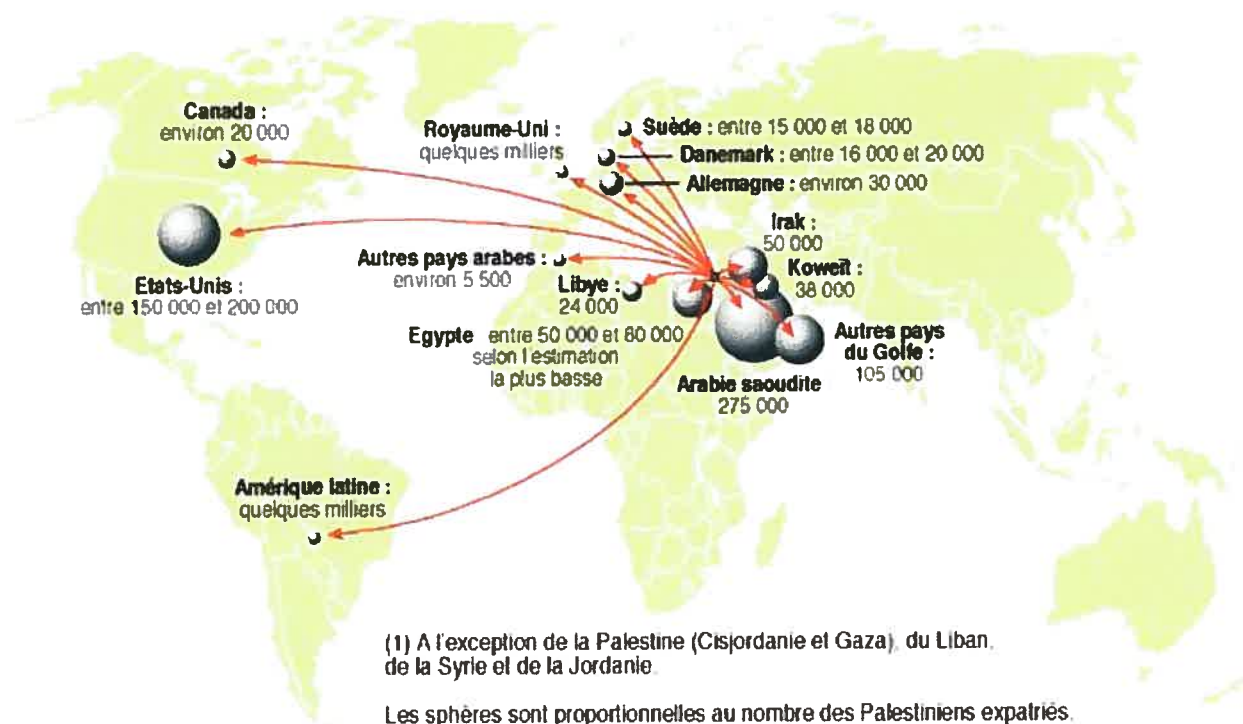 Canada :
environ 20 000
Royaume-Uni :
quelques milliers
Suède : entre 15 000 et 18 000
Danemark : entre 16 000 et 20 000
Allemagne : environ 30 000
Irak :
50 000
Koweït :
38 000
Autres pays arabes :
environ 5 500
Libye :
24 000
Etats-Unis :
entre 150 000 et 200 000
Egypte entre 50 000 et 80 000
selon l'estimation
la plus basse
Autres pays
du Golfe :
105 000
Arabie saoudite
275 000
Amérique latine :
quelques milliers
(1) A l'exception de la Palestine (Cisjordanie et Gaza), du Liban,
de la Syrie et de la Jordanie.
Les sphères sont proportionnelles au nombre des Palestiniens expatriés.